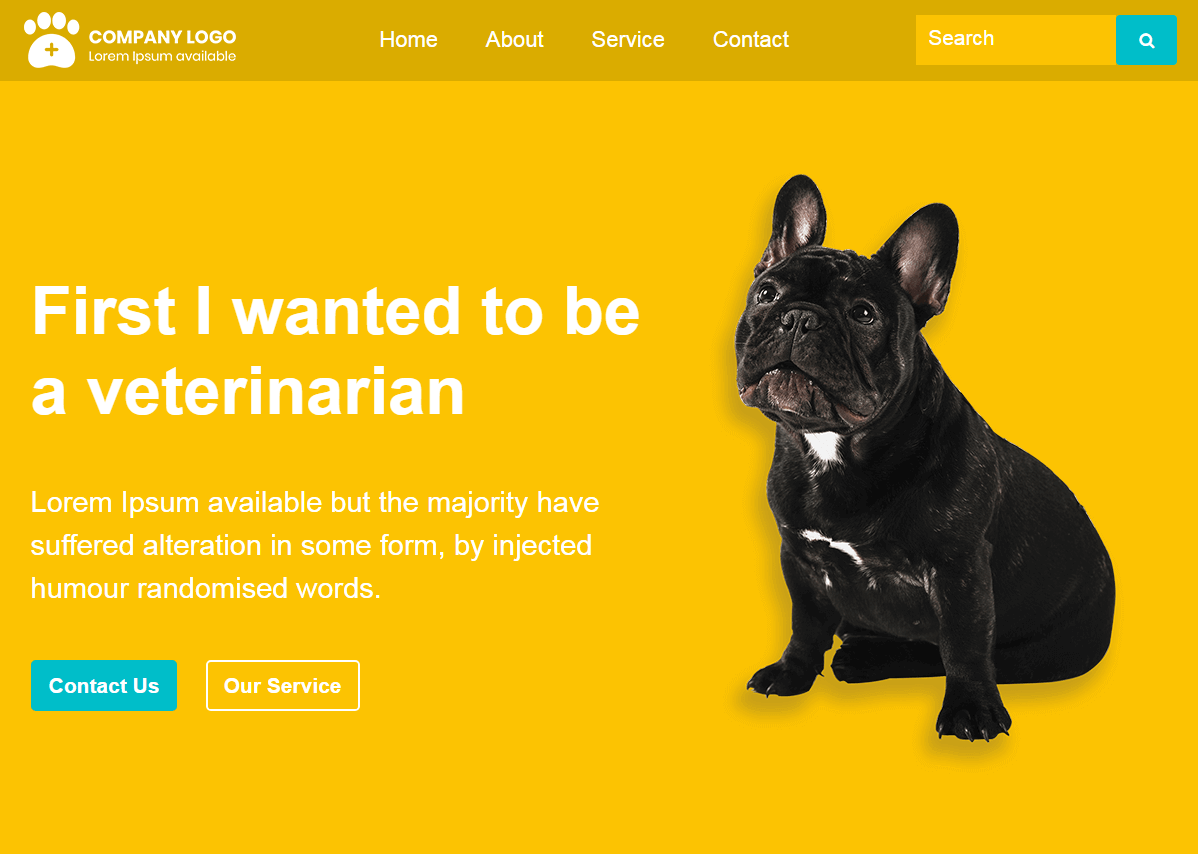 COMPANY LOGO
Lorem Ipsum available
Home About Service Contact
Search
First I wanted to be
a veterinarian
Lorem Ipsum available but the majority have
suffered alteration in some form, by injected
humour randomised words.
Contact Us Our Service